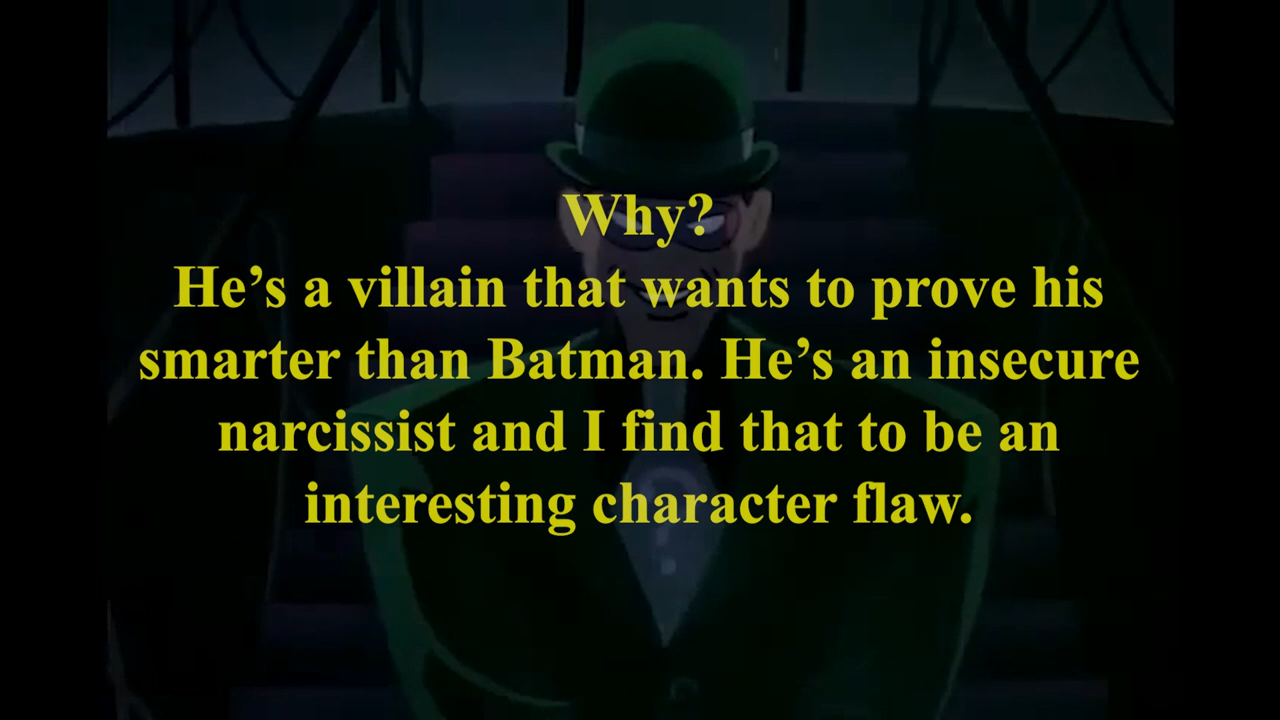 Why?
He’s a villain that wants to prove his
smarter than Batman. He’s an insecure
narcissist and I find that to be an
interesting character flaw.